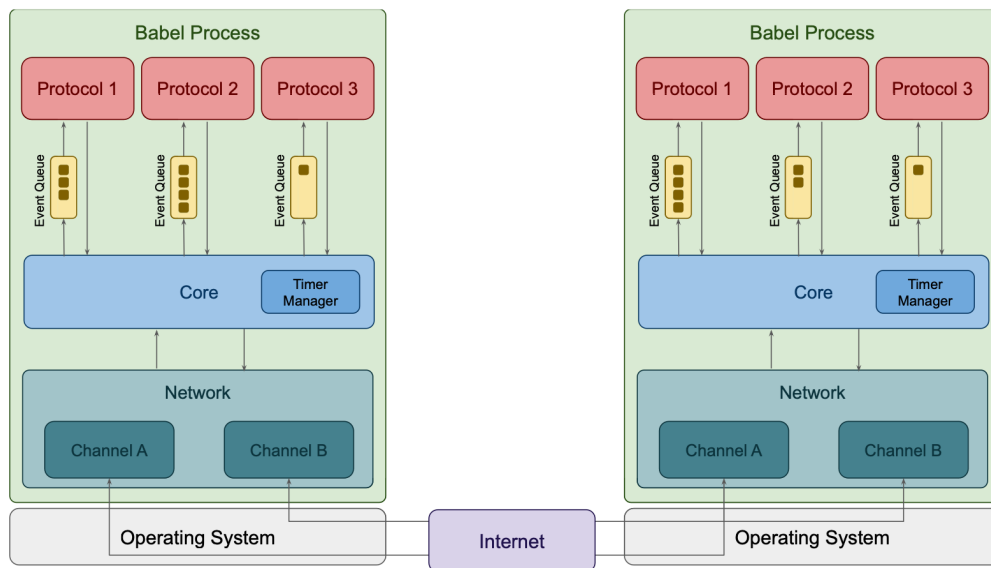 Babel Process
Protocol 1
Protocol 2
Protocol 3
Event Queue
Event Queue
Event Queue
Core
Timer
Manager
Network
Channel A
Channel B
Operating System
Internet
Babel Process
Protocol 1
Protocol 2
Protocol 3
Event Queue
Event Queue
Event Queue
Core
Timer
Manager
Network
Channel A
Channel B
Operating System